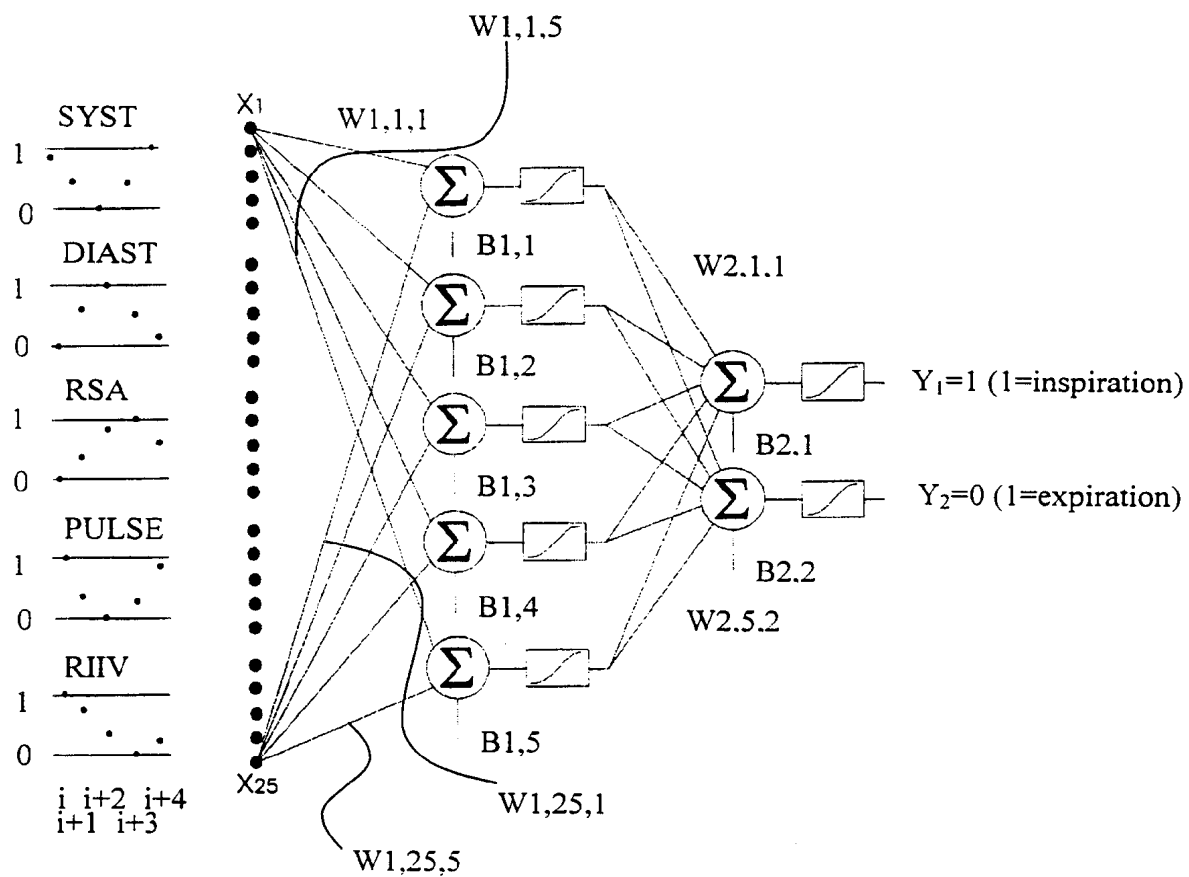 W1,1,5
X1
SYST
W1,1,1
1
0
Σ
B1,1
DIAST
W2,1,1
1
0
Σ
B1,2
RSA
1
0
Σ
B1,3
Σ
Y1=1 (1=inspiration)
B2,1
PULSE
1
0
Σ
B1,4
Σ
Y2=0 (1=expiration)
B2,2
W2,5,2
RIIV
1
0
Σ
B1,5
X25
i i+2 i+4
i+1 i+3
W1,25,1
W1,25,5